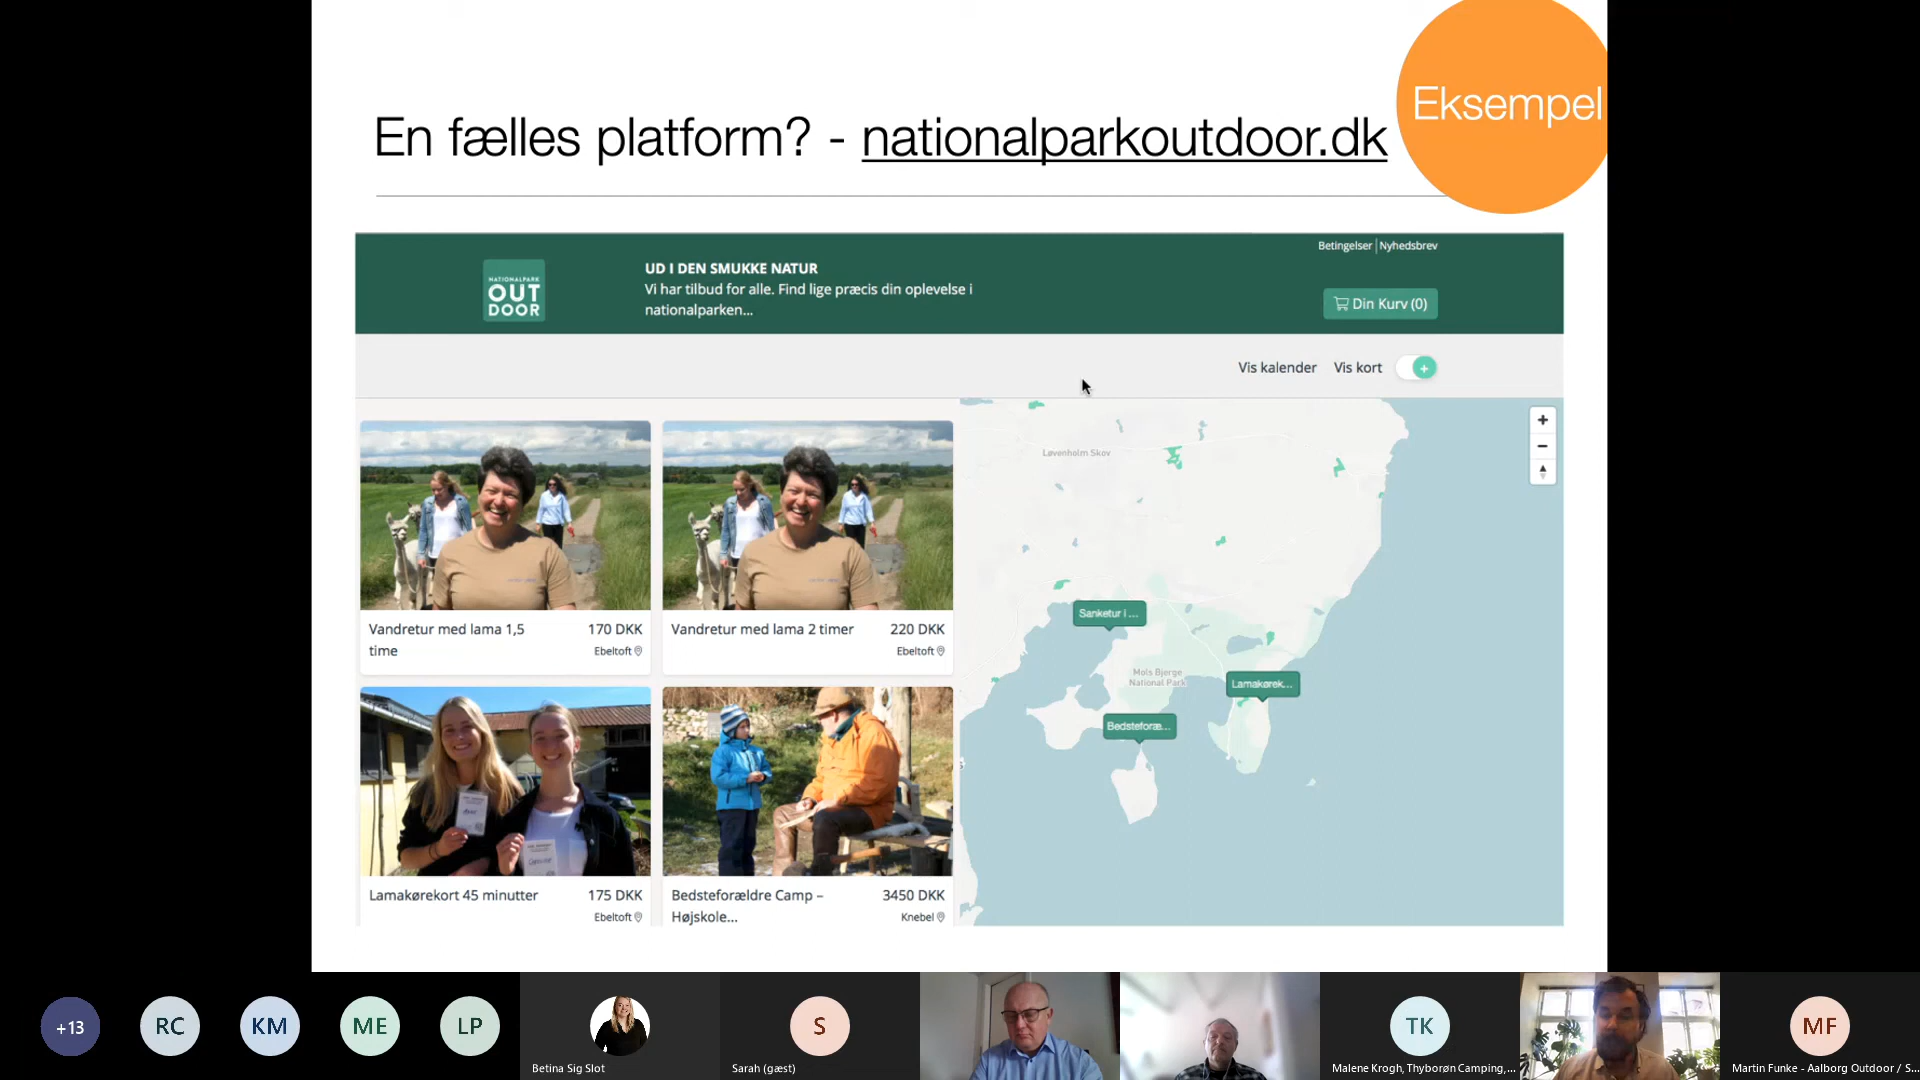 Eksempel
En fælles platform? - nationalparkoutdoor.dk
Betingelser | Nyhedsbrev
NATIONALPARK
OUT
DOOR
UD I DEN SMUKKE NATUR
Vi har tilbud for alle. Find lige præcis din oplevelse i
nationalparken...
Din Kurv (0)
Vis kalender Vis kort
Vandretur med lama 1,5
time
170 DKK
Ebeltoft
Vandretur med lama 2 timer
220 DKK
Ebeltoft
Lamakørekort 45 minutter
175 DKK
Ebeltoft
Bedsteforældre Camp –
Højskole...
3450 DKK
Knebel
Løvenholm Skov
Sanketur i ...
Mols Bjerge
National Park
Lamakørek...
Bedsteforæ...
+13
RC
KM
ME
LP
Betina Sig Slot
S
Sarah (gæst)
TK
Malene Krogh, Thyborøn Camping,...
MF
Martin Funke - Aalborg Outdoor / S...